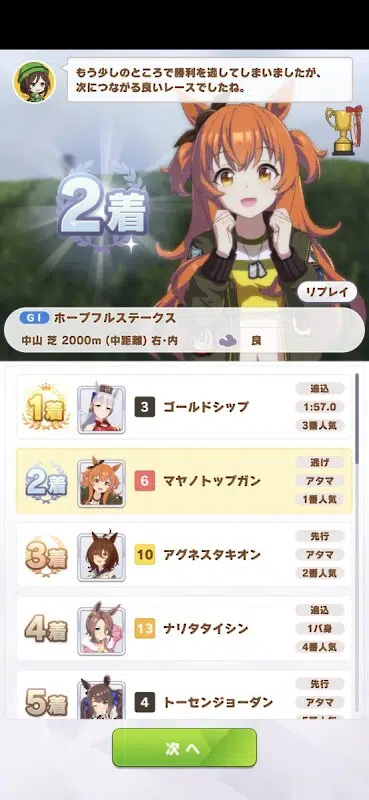 もう少しのところで勝利を逃してしまいましたが、
次につながる良いレースでしたね。
2着
リプレイ
GI ホープフルステークス
中山 芝 2000m (中距離) 右・内 良
1着 3 ゴールドシップ 追込 1:57.0 3番人気
2着 6 マヤノトップガン 逃げ アタマ 1番人気
3着 10 アグネスタキオン 先行 アタマ 2番人気
4着 13 ナリタタイシン 追込 1バ身 4番人気
5着 4 トーセンジョーダン 先行 アタマ
次へ